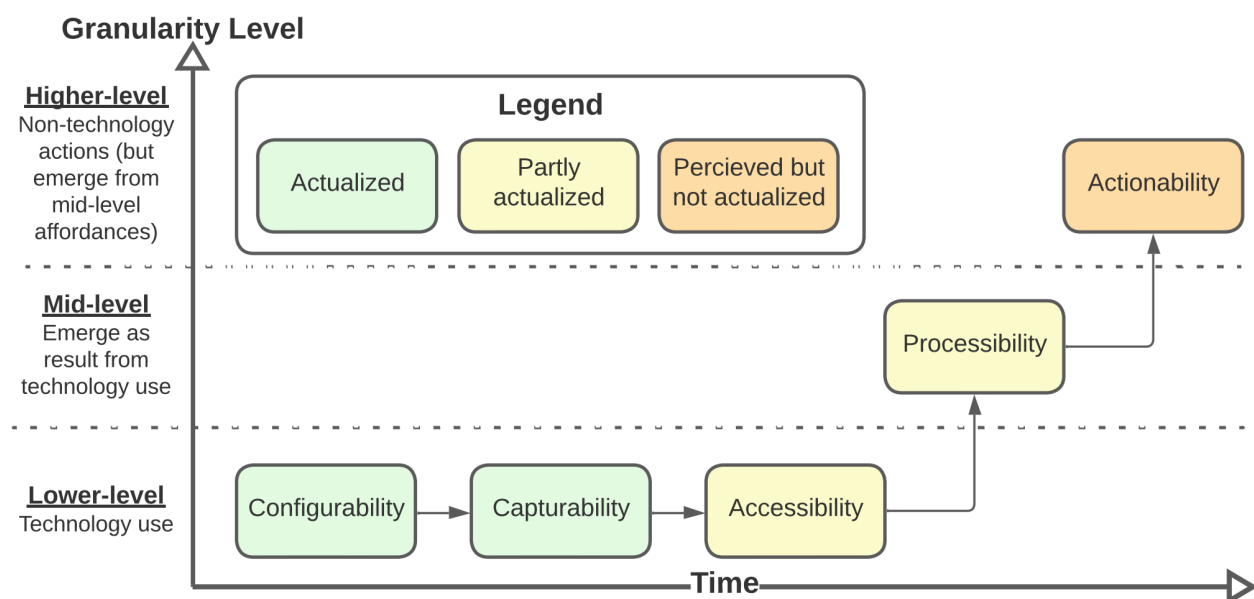 Granularity Level
Higher-level
Non-technology
actions (but
emerge from
mid-level
affordances)
Legend
Actualized
Partly
actualized
Percieved but
not actualized
Actionability
Mid-level
Emerge as
result from
technology use
Processibility
Lower-level
Technology use
Configurability
Capturability
Accessibility
Time